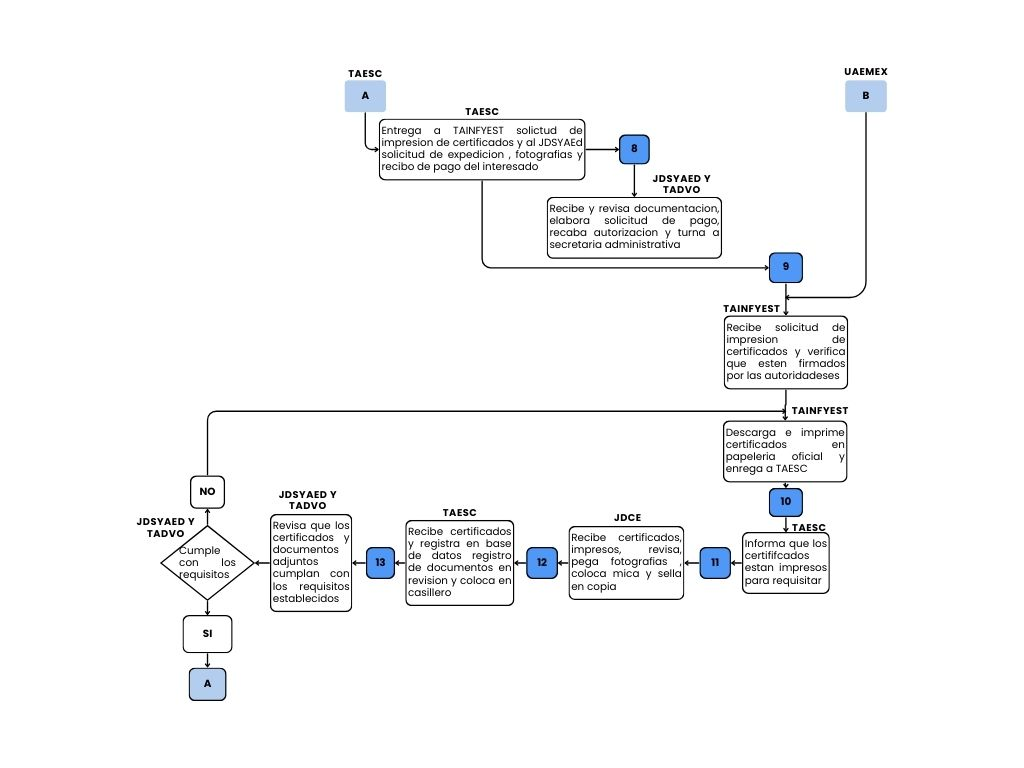 TAESC
A
UAEMEX
B
TAESC
Entrega a TAINFYEST solictud de
impresion de certificados y al JDSYAEd
solicitud de expedicion , fotografias y
recibo de pago del interesado
8
JDSYAED Y
TADVO
Recibe y revisa documentacion,
elabora solicitud de pago,
recaba autorizacion y turna a
secretaria administrativa
9
TAINFYEST
Recibe solicitud de
impresion de
certificados y verifica
que esten firmados
por las autoridadeses
TAINFYEST
Descarga e imprime
certificados en
papeleria oficial y
enrega a TAESC
10
TAESC
Informa que los
certififcados
estan impresos
para requisitar
11
JDCE
Recibe certificados,
impresos, revisa,
pega fotografias ,
coloca mica y sella
en copia
12
TAESC
Recibe certificados
y registra en base
de datos registro
de documentos en
revision y coloca en
casillero
13
JDSYAED Y
TADVO
Revisa que los
certificados y
documentos
adjuntos
cumplan con
los requisitos
establecidos
JDSYAED Y
TADVO
Cumple
con los
requisitos
NO
SI
A